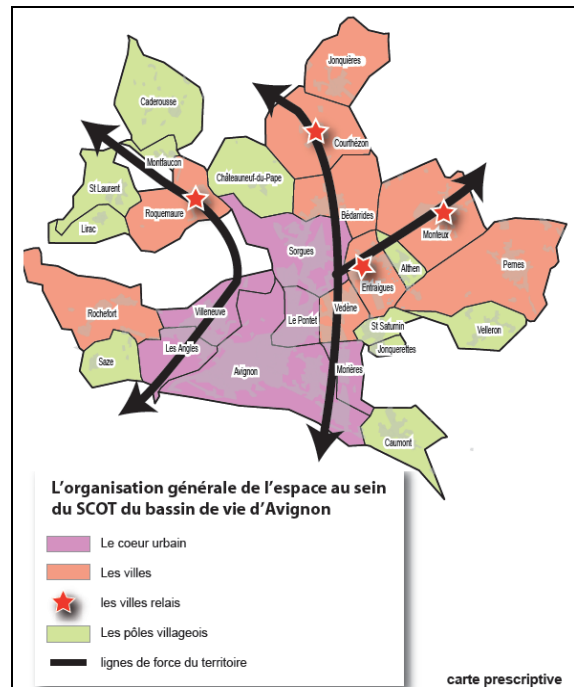 Jonquières
Caderousse
Courthézon
Montfaucon
Châteauneuf-du-Pape
St Laurent
Roquemaure
Bédarrides
Lirac
Monteux
Sorgues
Althen
Pernes
Entraigues
Rochefort
Villeneuve
Le Pontet
Vedène
St Saturnin
Velleron
Les Angles
Jonquerettes
Saze
Avignon
Morières
Caumont
L'organisation générale de l'espace au sein
du SCOT du bassin de vie d'Avignon
Le coeur urbain
Les villes
les villes relais
Les pôles villageois
lignes de force du territoire
carte prescriptive